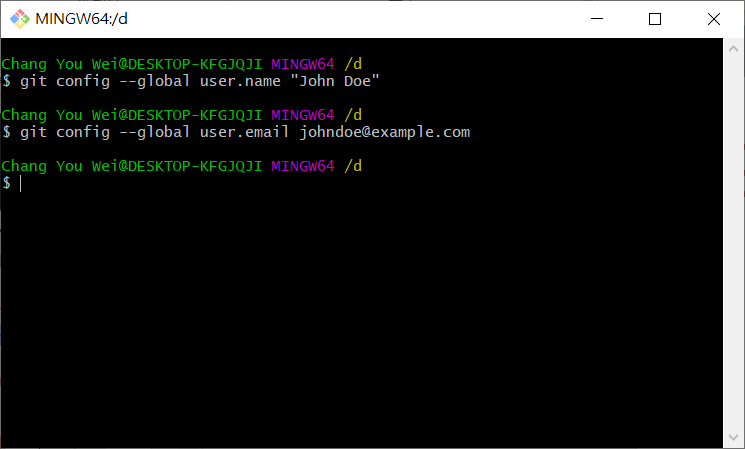 MINGW64:/d
Chang You Wei@DESKTOP-KFGJQJI MINGW64 /d
$ git config --global user.name "John Doe"
Chang You Wei@DESKTOP-KFGJQJI MINGW64 /d
$ git config --global user.email johndoe@example.com
Chang You Wei@DESKTOP-KFGJQJI MINGW64 /d
$